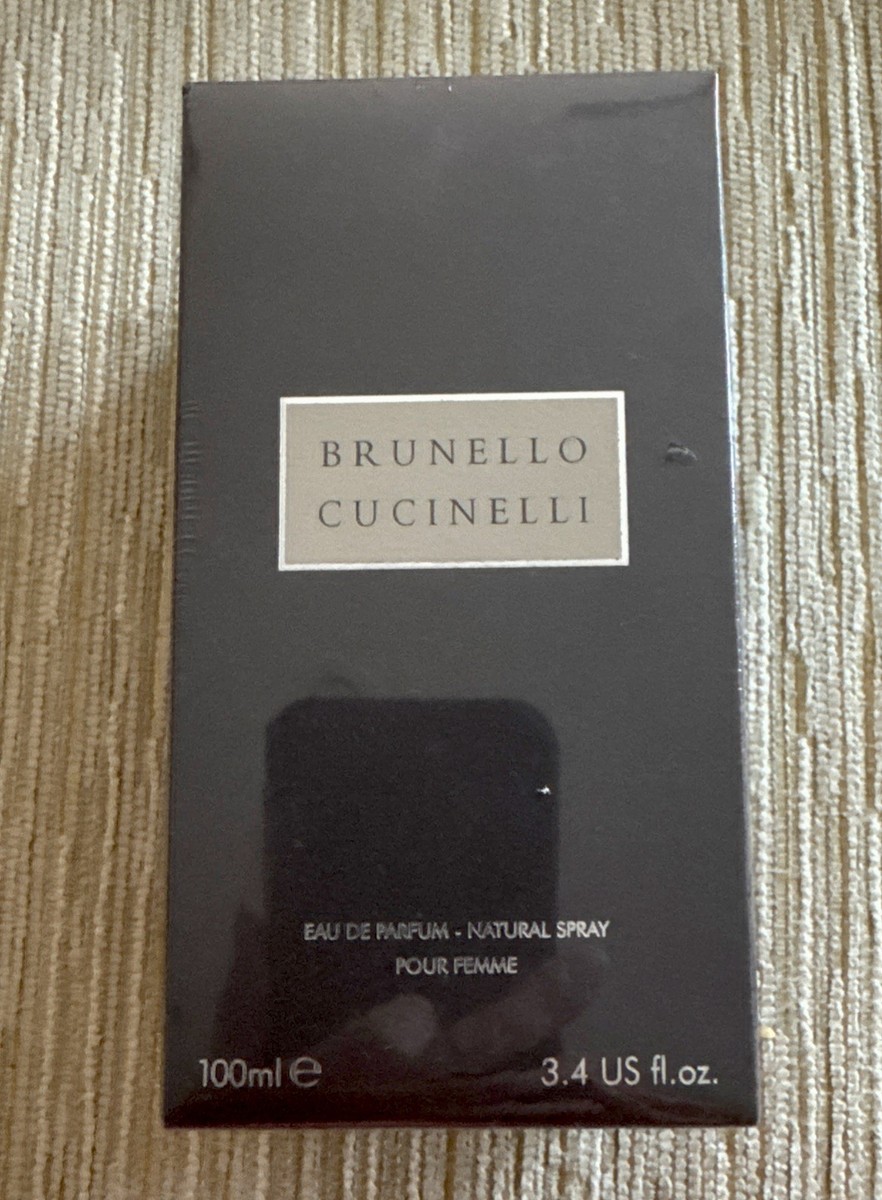 BRUNELLO
CUCINELLI
EAU DE PARFUM - NATURAL SPRAY
POUR FEMME
100ml ℮ 3.4 US fl.oz.